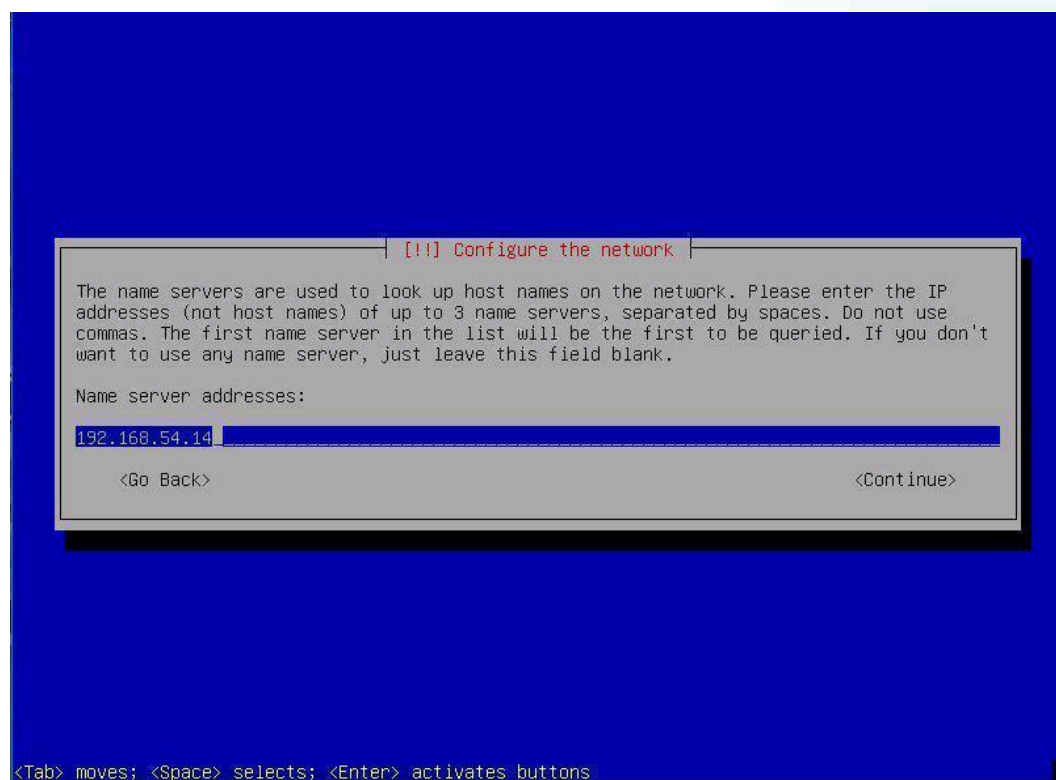 [!!] Configure the network
The name servers are used to look up host names on the network. Please enter the IP
addresses (not host names) of up to 3 name servers, separated by spaces. Do not use
commas. The first name server in the list will be the first to be queried. If you don't
want to use any name server, just leave this field blank.
Name server addresses:
192.168.54.14
<Go Back> <Continue>
<Tab> moves; <Space> selects; <Enter> activates buttons